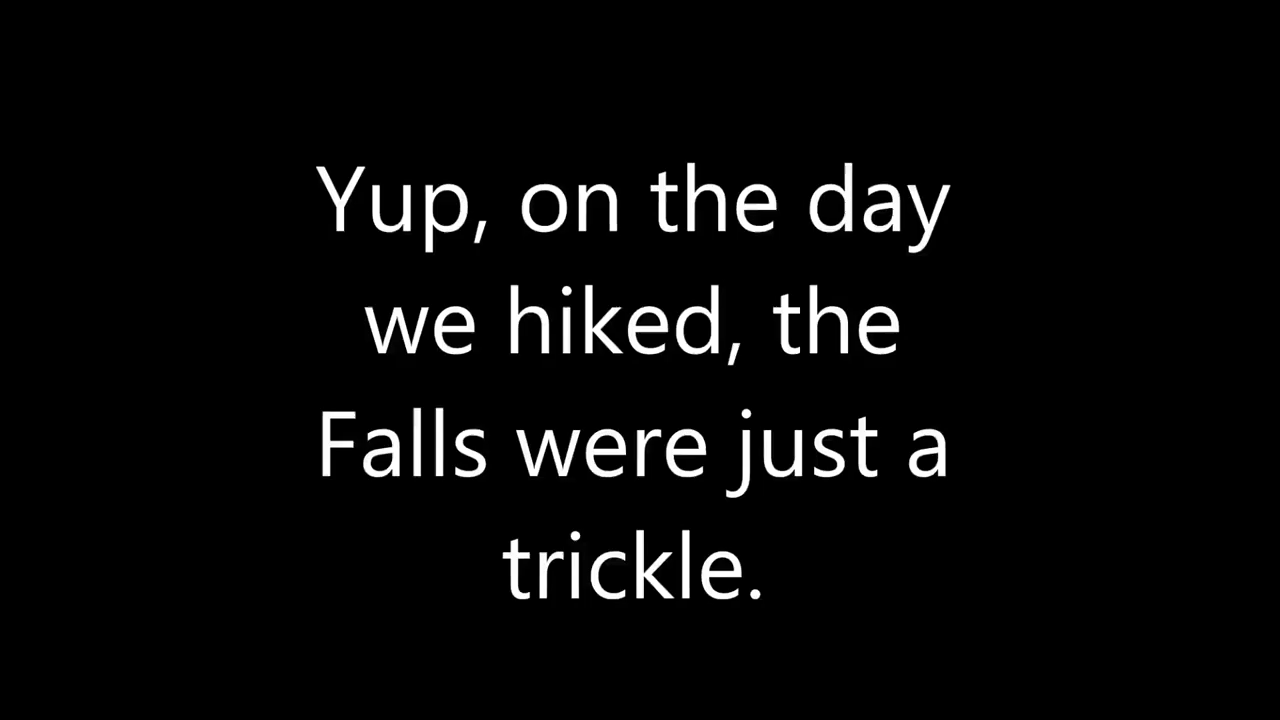 Yup, on the day
we hiked, the
Falls were just a
trickle.